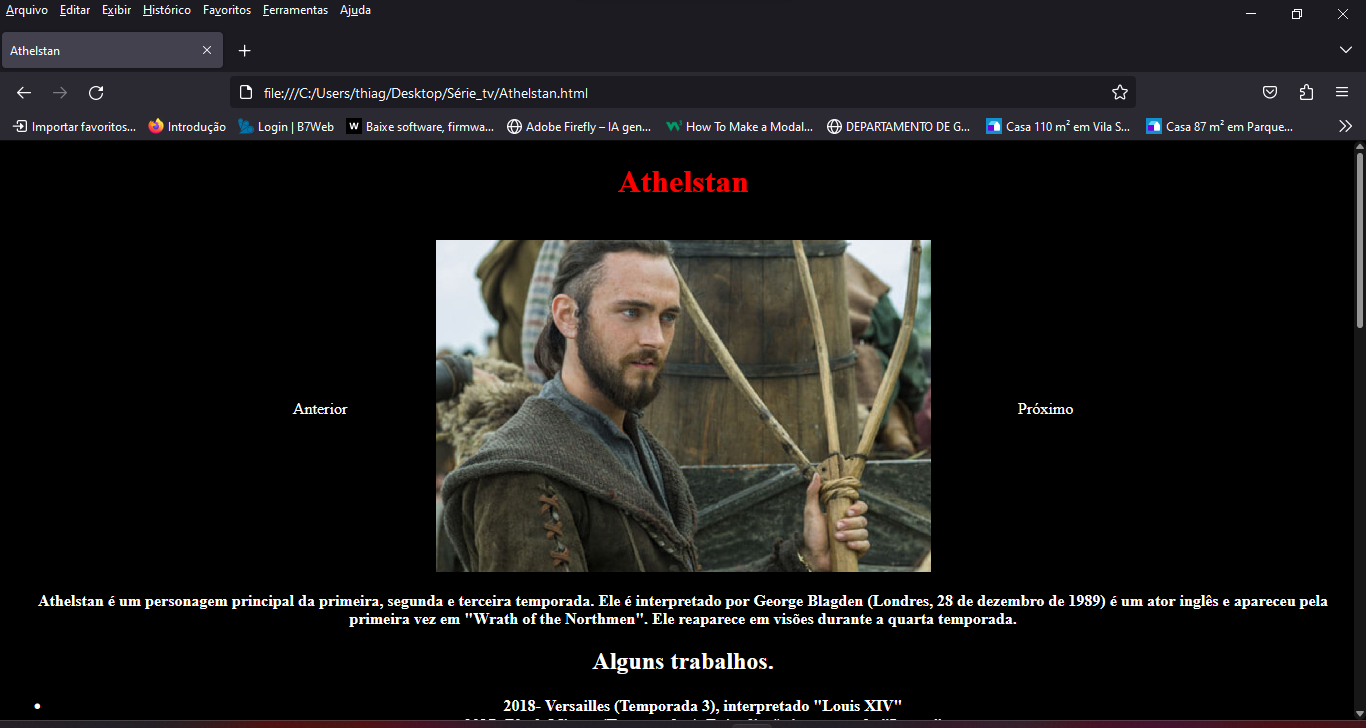 Arquivo Editar Exibir Histórico Favoritos Ferramentas Ajuda
Athelstan
file:///C:/Users/thiag/Desktop/Série_tv/Athelstan.html
Importar favoritos... Introdução Login | B7Web Baixe software, firmwa... Adobe Firefly – IA gen... How To Make a Modal... DEPARTAMENTO DE G... Casa 110 m² em Vila S... Casa 87 m² em Parque...
Athelstan
Anterior
Próximo
Athelstan é um personagem principal da primeira, segunda e terceira temporada. Ele é interpretado por George Blagden (Londres, 28 de dezembro de 1989) é um ator inglês e apareceu pela
primeira vez em "Wrath of the Northmen". Ele reaparece em visões durante a quarta temporada.
Alguns trabalhos.
2018- Versailles (Temporada 3), interpretado "Louis XIV"